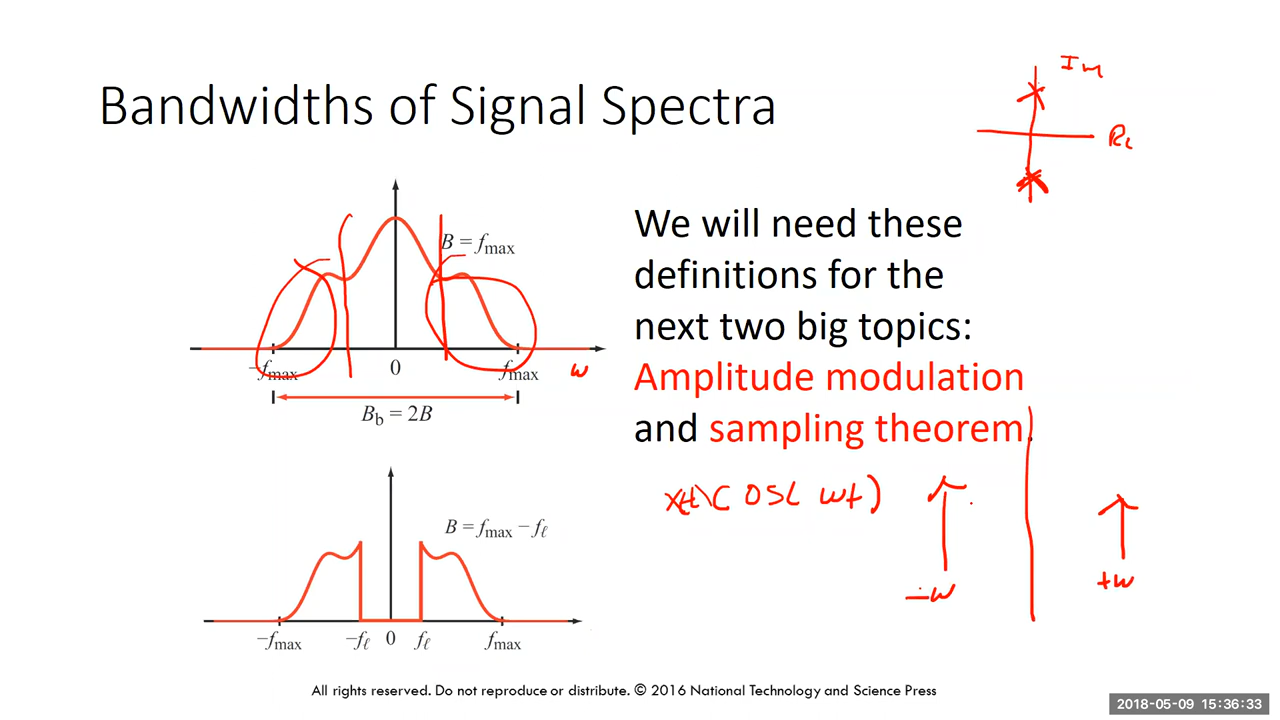 Bandwidths of Signal Spectra
Im
Re
B = fmax
-fmax
0
fmax
w
Bb = 2B
We will need these
definitions for the
next two big topics:
Amplitude modulation
and sampling theorem.
x(t)COS(wt)
-w
+w
B = fmax − fℓ
-fmax
-fℓ
0
fℓ
fmax
All rights reserved. Do not reproduce or distribute. © 2016 National Technology and Science Press
2018-05-09 15:36:33